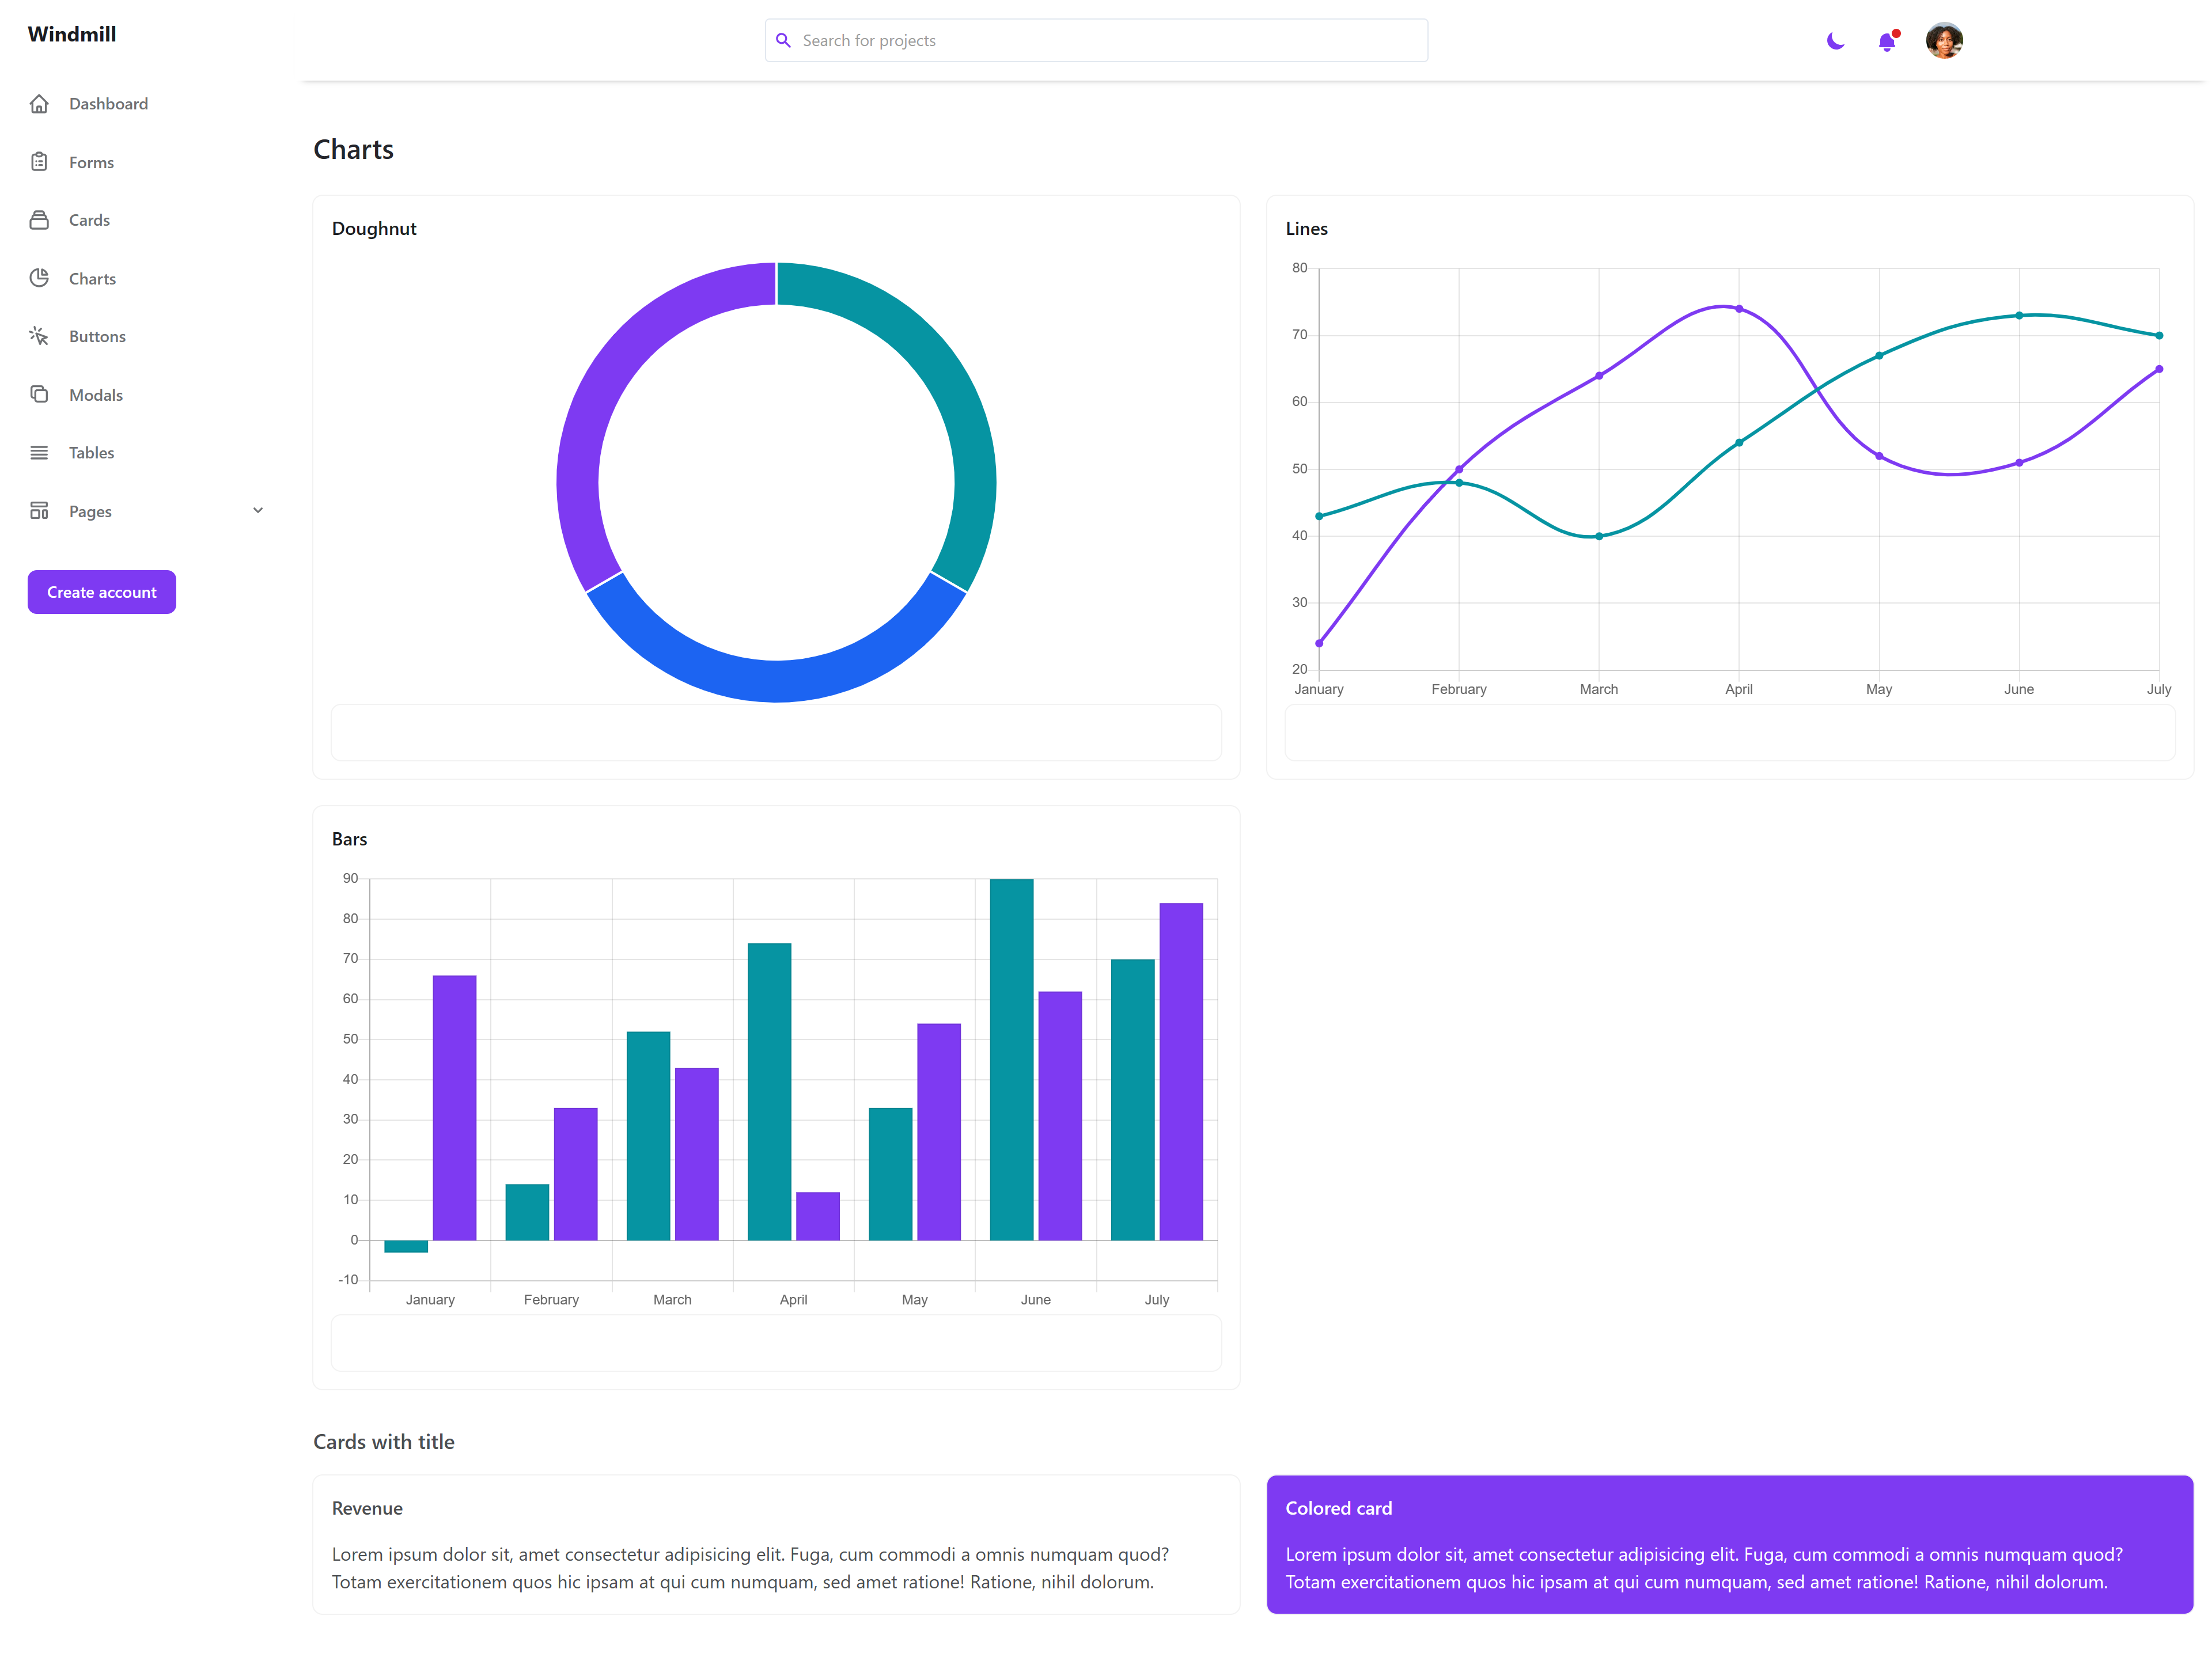 Windmill
Search for projects
Dashboard
Forms
Cards
Charts
Buttons
Modals
Tables
Pages
Create account
Charts
Doughnut
Lines
80
70
60
50
40
30
20
January February March April May June July
Bars
90
80
70
60
50
40
30
20
10
0
-10
January February March April May June July
Cards with title
Revenue
Lorem ipsum dolor sit, amet consectetur adipisicing elit. Fuga, cum commodi a omnis numquam quod?
Totam exercitationem quos hic ipsam at qui cum numquam, sed amet ratione! Ratione, nihil dolorum.
Colored card
Lorem ipsum dolor sit, amet consectetur adipisicing elit. Fuga, cum commodi a omnis numquam quod?
Totam exercitationem quos hic ipsam at qui cum numquam, sed amet ratione! Ratione, nihil dolorum.